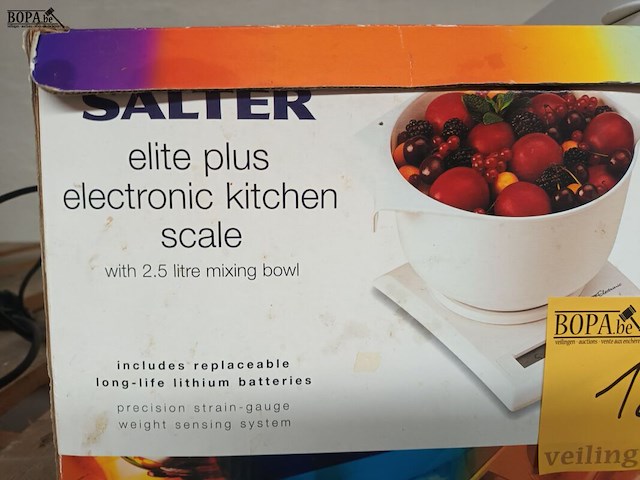 BOPA.be
SALTER
elite plus
electronic kitchen
scale
with 2.5 litre mixing bowl
includes replaceable
long-life lithium batteries
precision strain-gauge
weight sensing system
BOPA.be
veilingen - auctions - vente aux enchères
veiling